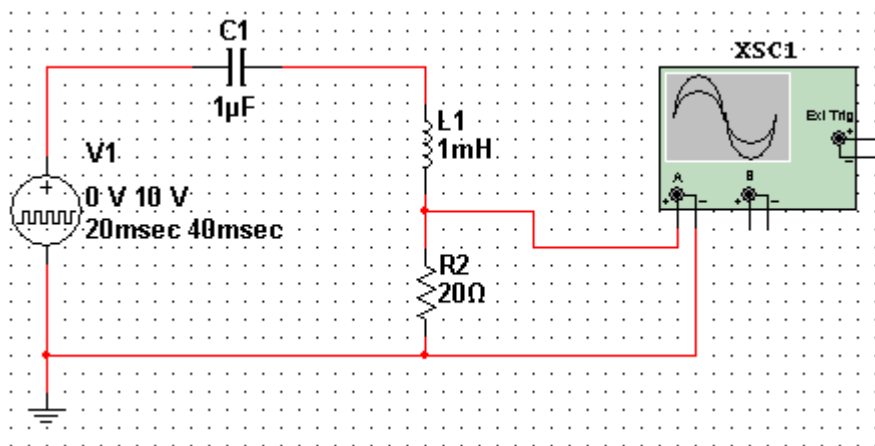 C1
1µF
XSC1
Ext Trig
+
−
L1
1mH
V1
+
0 V 10 V
20msec 40msec
A
B
+ − + −
R2
20Ω